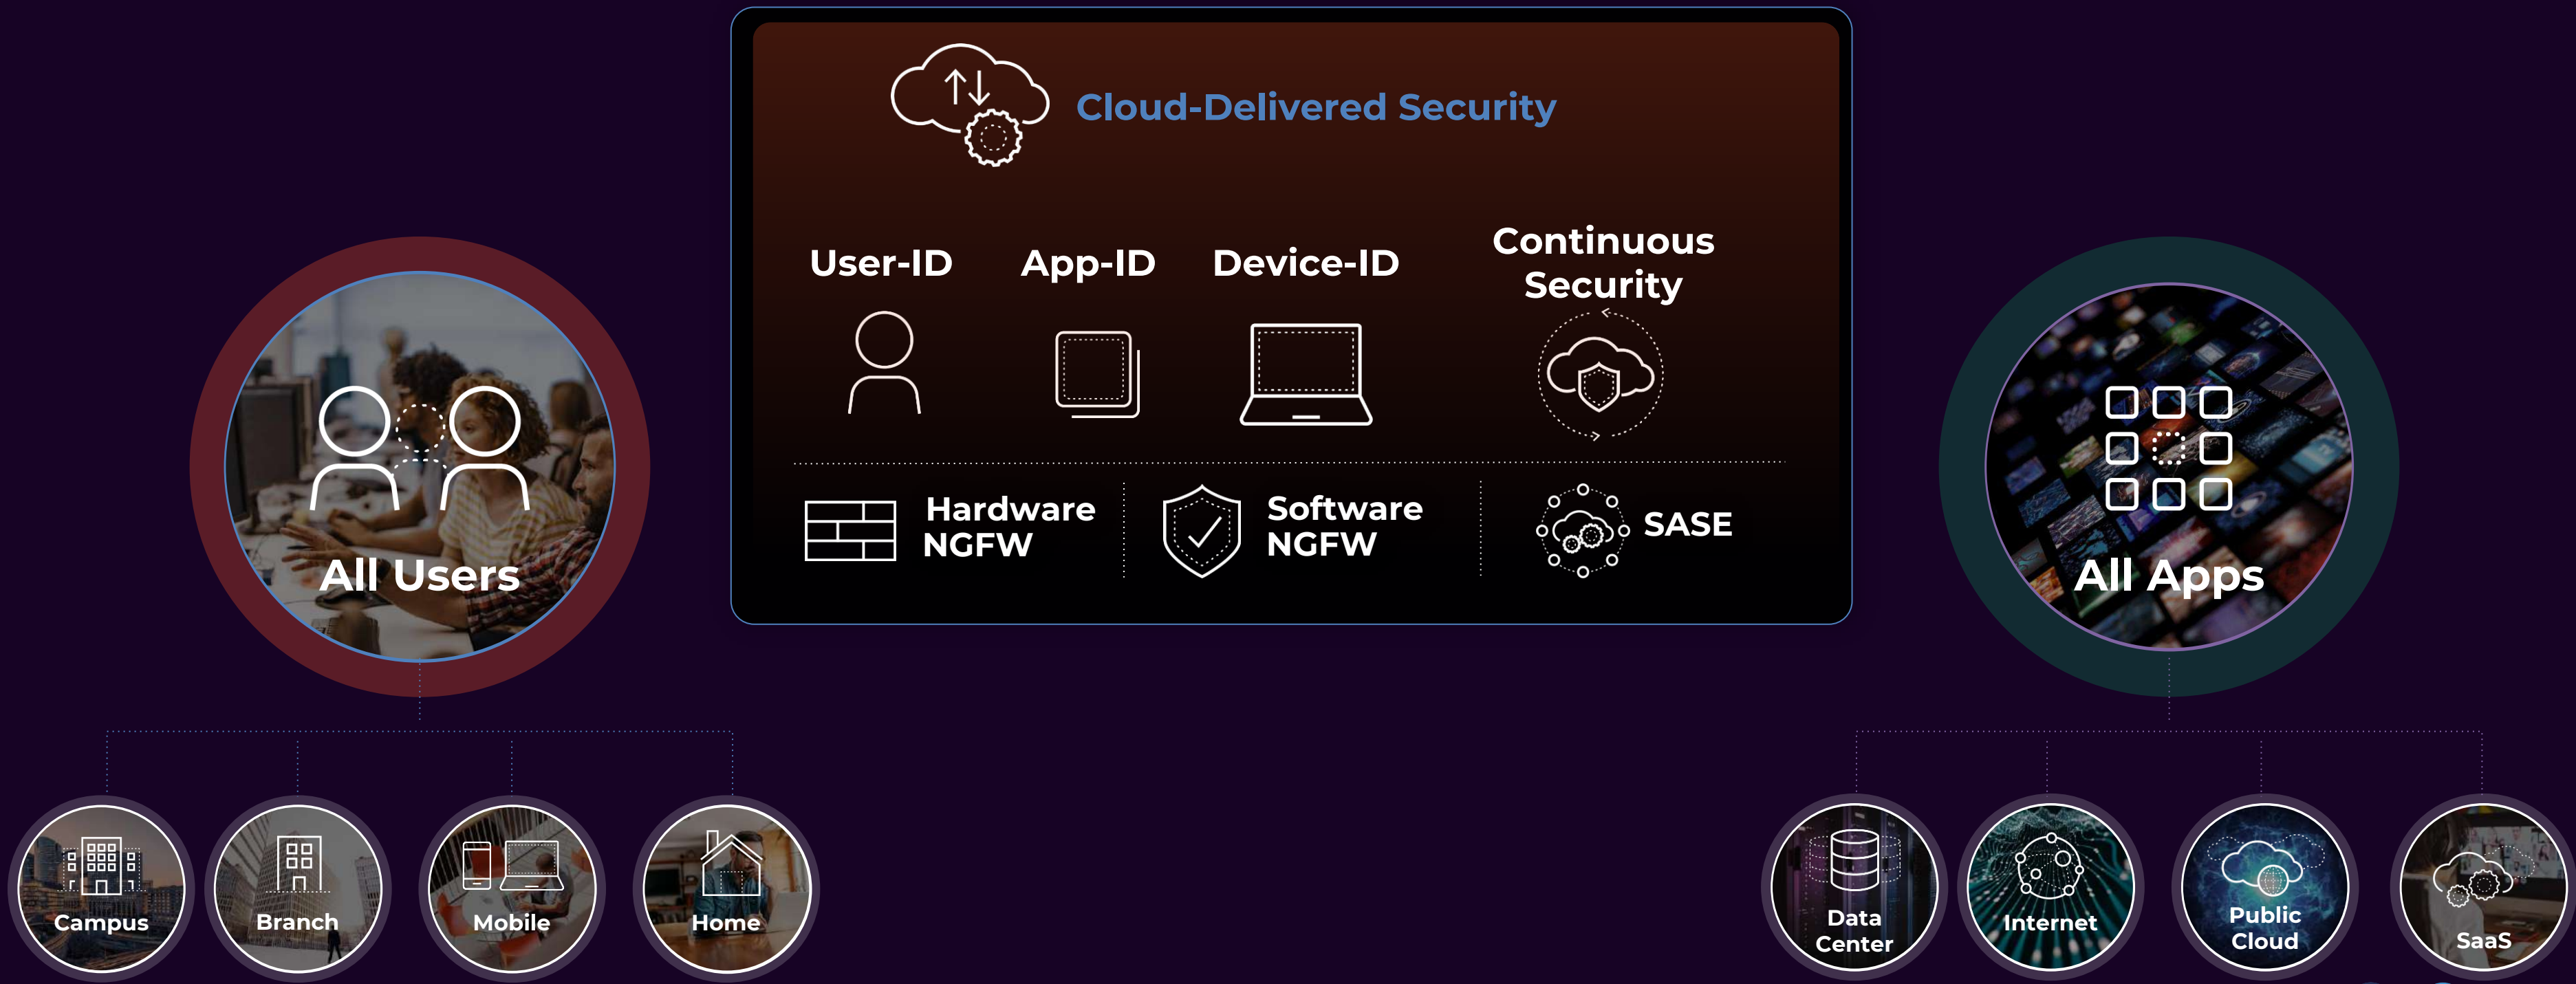 Cloud-Delivered Security
User-ID
App-ID
Device-ID
Continuous
Security
Hardware
NGFW
Software
NGFW
SASE
All Users
Campus
Branch
Mobile
Home
All Apps
Data
Center
Internet
Public
Cloud
SaaS